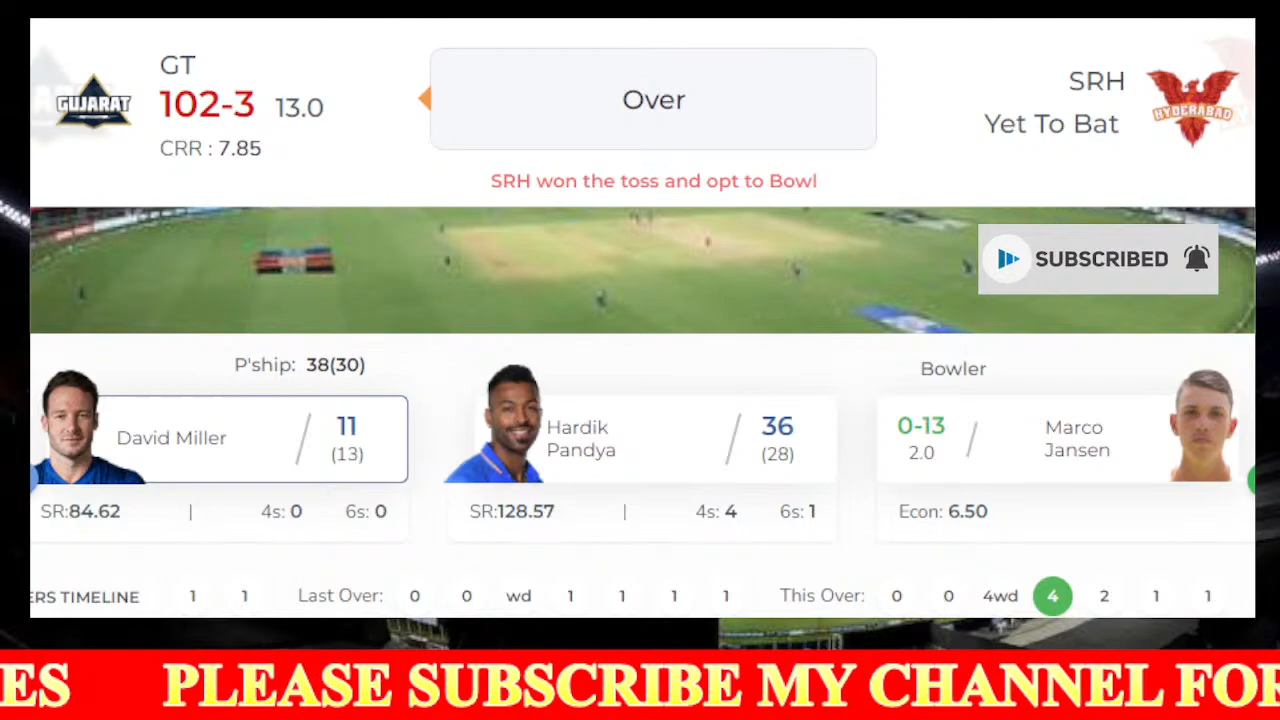 GT
102-3 13.0
CRR : 7.85
GUJARAT
Over
SRH won the toss and opt to Bowl
SRH
Yet To Bat
HYDERABAD
SUBSCRIBED
P'ship: 38(30)
David Miller
11
(13)
SR:84.62 | 4s: 0 6s: 0
Hardik
Pandya
36
(28)
SR:128.57 | 4s: 4 6s: 1
Bowler
0-13
2.0
Marco
Jansen
Econ: 6.50
ERS TIMELINE 1 1 Last Over: 0 0 wd 1 1 1 1 This Over: 0 0 4wd 4 2 1 1
ES PLEASE SUBSCRIBE MY CHANNEL FOR